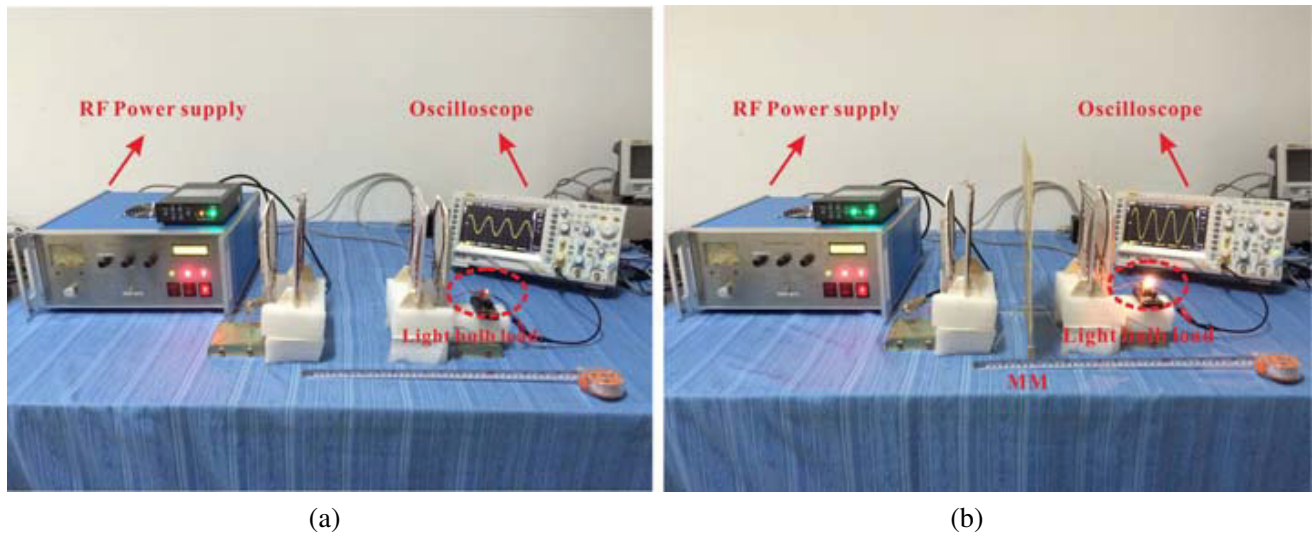 RF Power supply
Oscilloscope
Light bulb load
(a)
RF Power supply
Oscilloscope
Light bulb load
MM
(b)